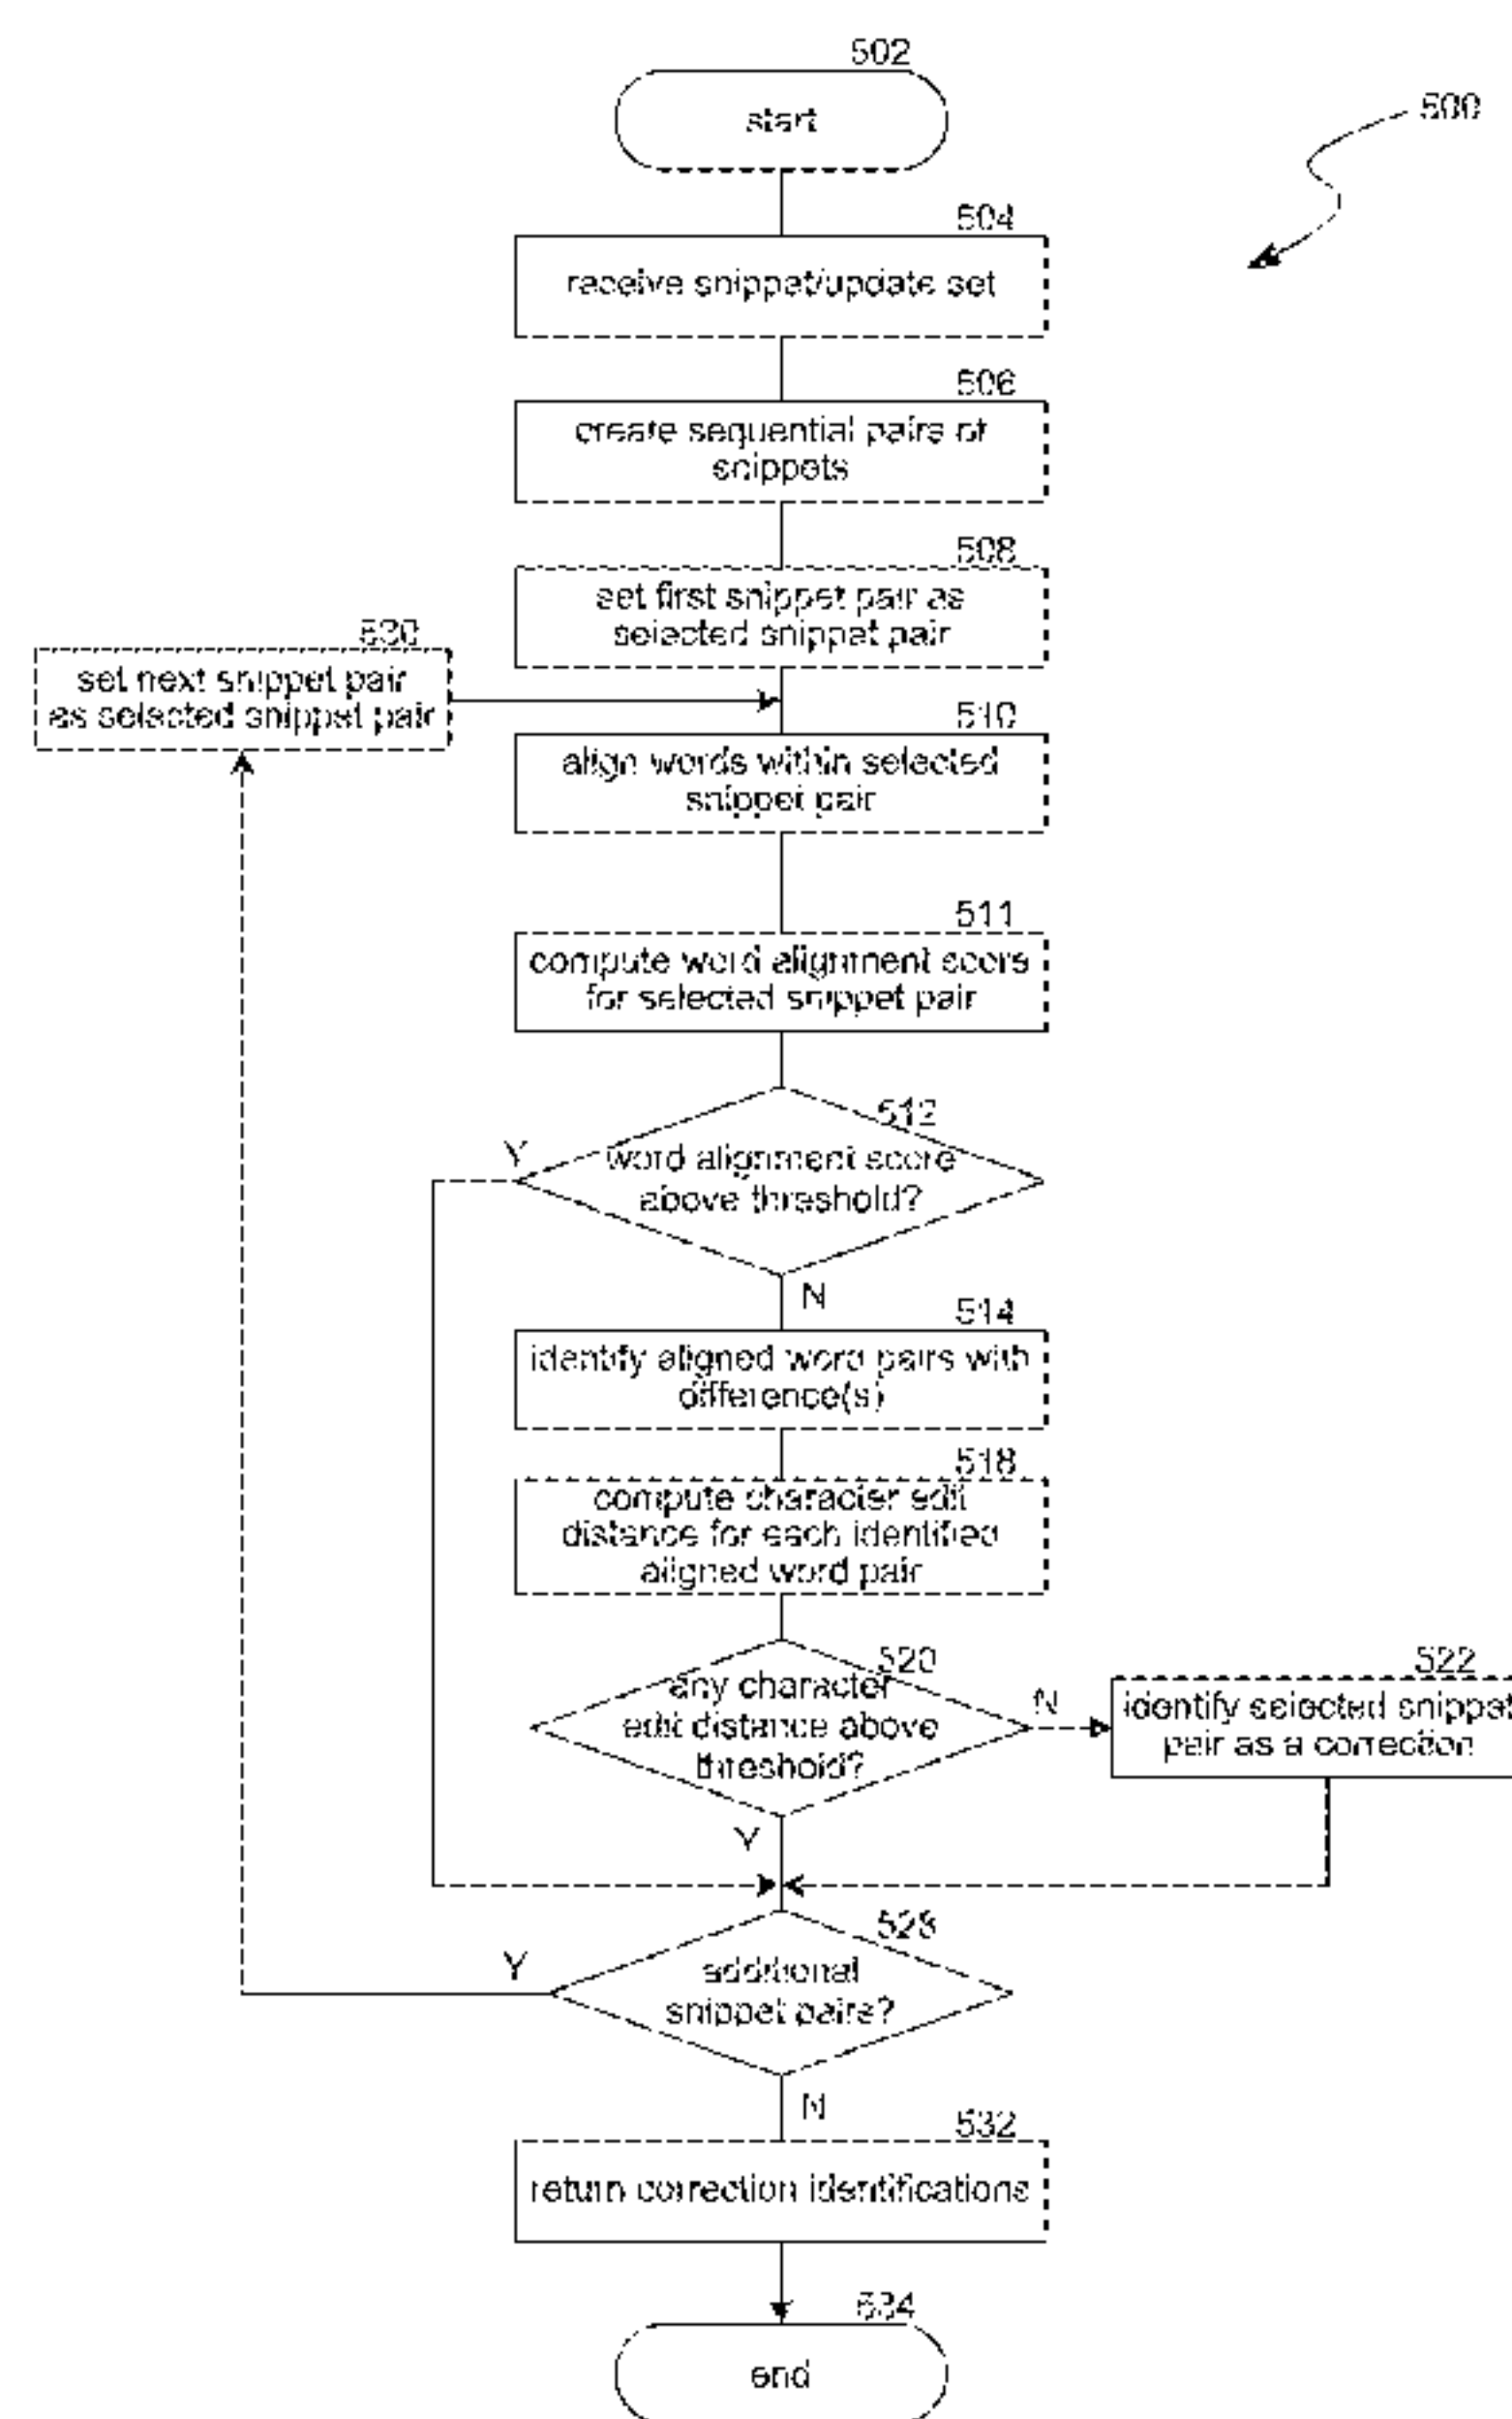 502
start
500
504
receive snippet/update set
506
create sequential pairs of
snippets
508
set first snippet pair as
selected snippet pair
530
set next snippet pair
as selected snippet pair
510
align words within selected
snippet pair
511
compute word alignment score
for selected snippet pair
512
Y
word alignment score
above threshold?
N
514
identify aligned word pairs with
difference(s)
518
compute character edit
distance for each identified
aligned word pair
520
any character
edit distance above
threshold?
N
522
identify selected snippet
pair as a correction
Y
528
Y
additional
snippet pairs?
N
532
return correction identifications
534
end